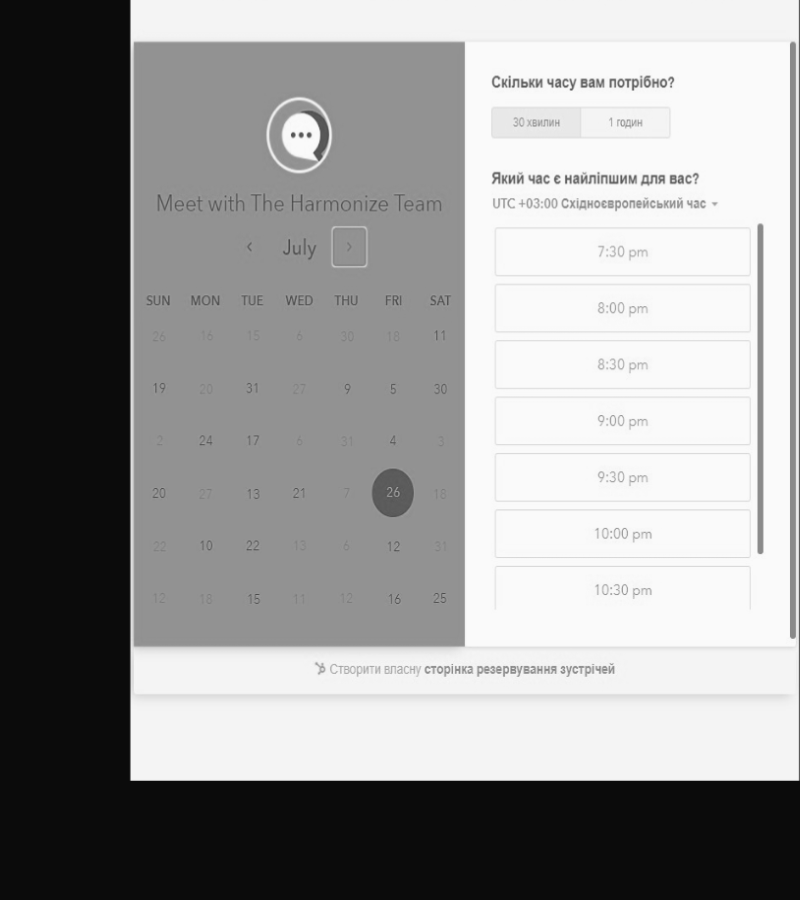 Meet with The Harmonize Team
July
SUN MON TUE WED THU FRI SAT
26 16 15 6 30 18 11
19 20 31 27 9 5 30
2 24 17 6 31 4 3
20 27 13 21 7 26 18
22 10 22 13 6 12 31
12 18 15 11 12 16 25
Скільки часу вам потрібно?
30 хвилин 1 годин
Який час є найліпшим для вас?
UTC +03:00 Східноєвропейський час
7:30 pm
8:00 pm
8:30 pm
9:00 pm
9:30 pm
10:00 pm
10:30 pm
Створити власну сторінка резервування зустрічей